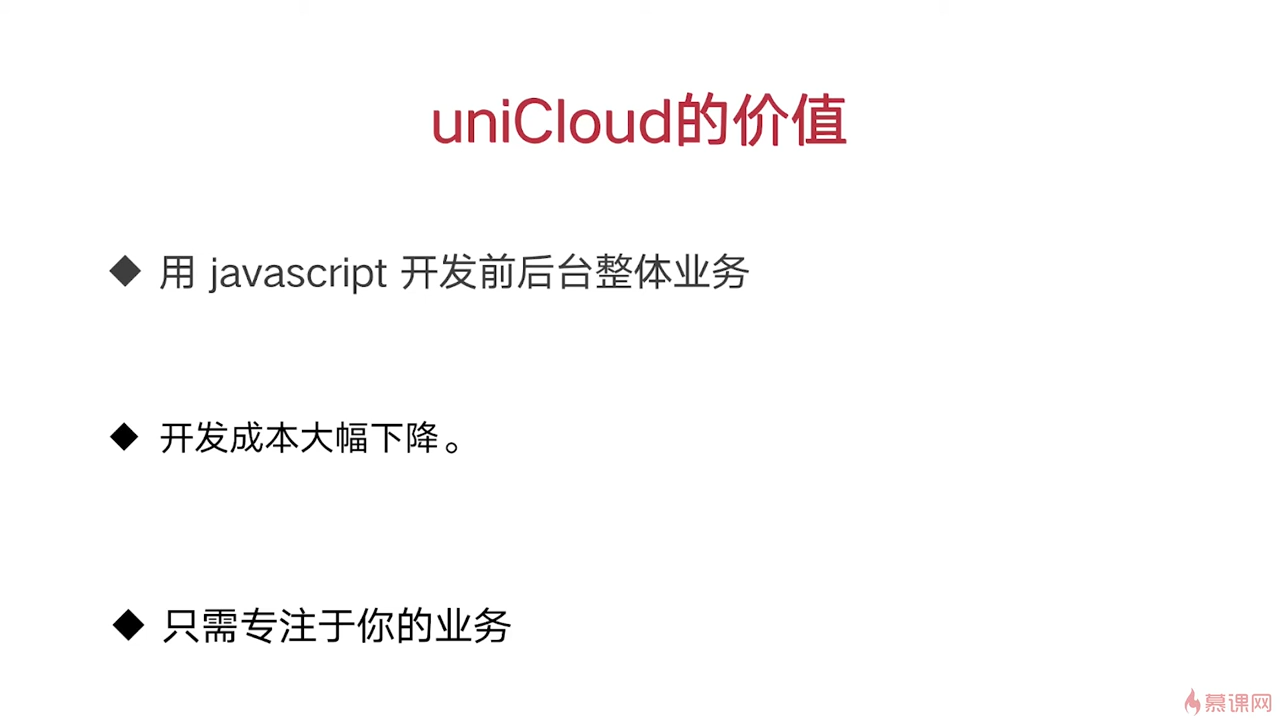 uniCloud的价值
◆ 用 javascript 开发前后台整体业务
◆ 开发成本大幅下降。
◆ 只需专注于你的业务
慕课网